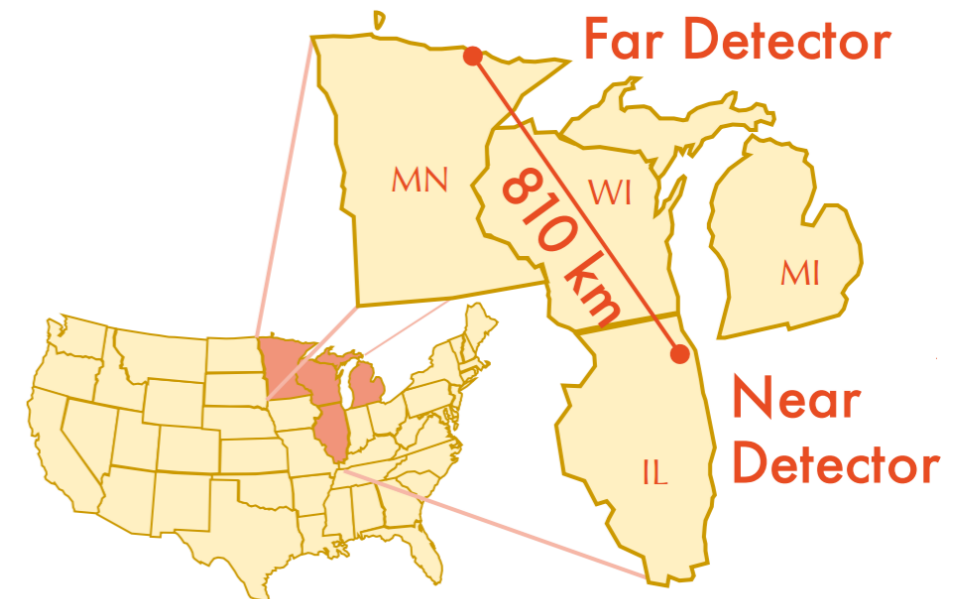 Far Detector
MN
WI
810 km
MI
Near
Detector
IL